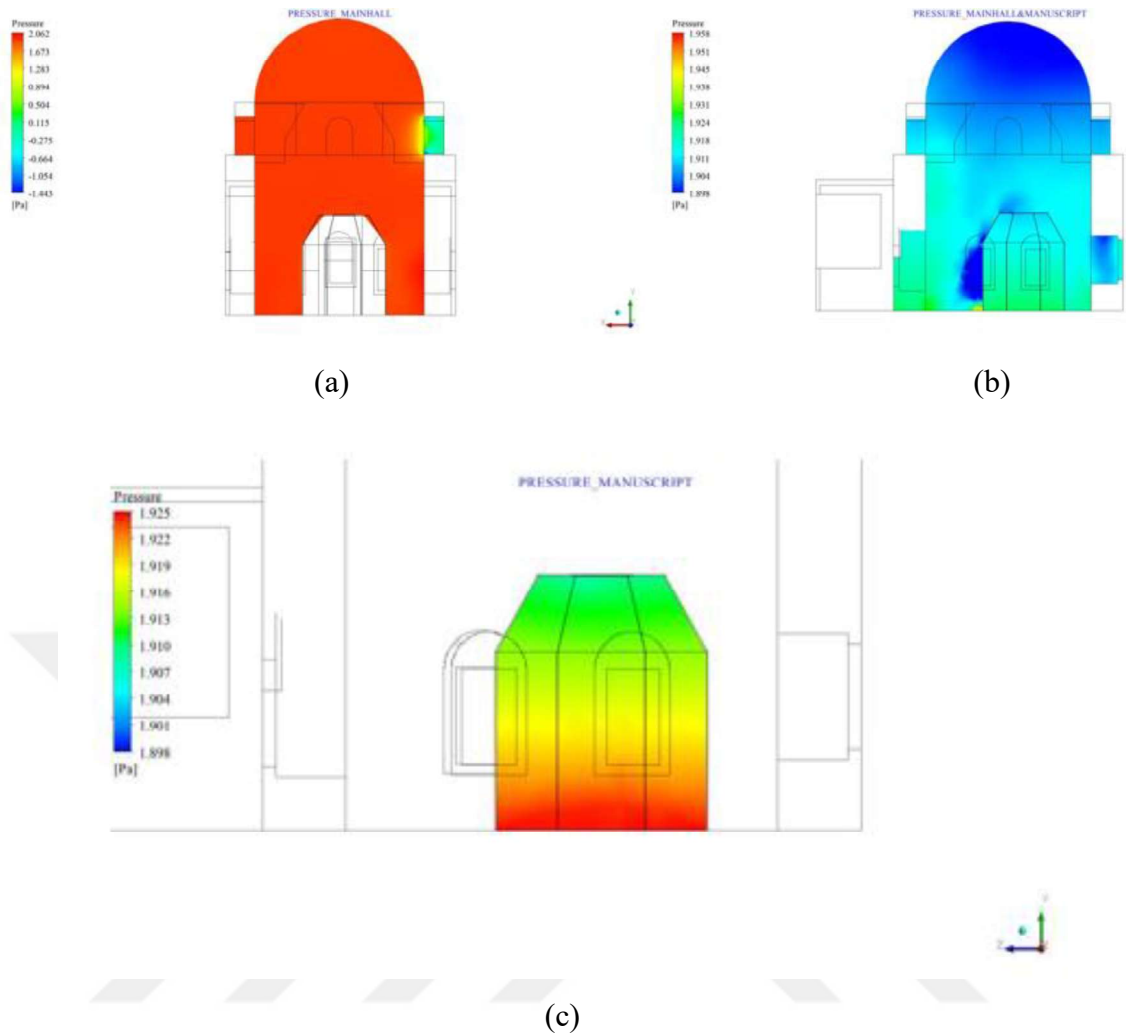 PRESSURE_MAINHALL
Pressure
2.062
1.673
1.283
0.894
0.504
0.115
-0.275
-0.664
-1.054
-1.443
[Pa]
(a)
PRESSURE_MAINHALL&MANUSCRIPT
Pressure
1.958
1.951
1.945
1.938
1.931
1.924
1.918
1.911
1.904
1.898
[Pa]
(b)
PRESSURE_MANUSCRIPT
Pressure
1.925
1.922
1.919
1.916
1.913
1.910
1.907
1.904
1.901
1.898
[Pa]
Y
Z
(c)